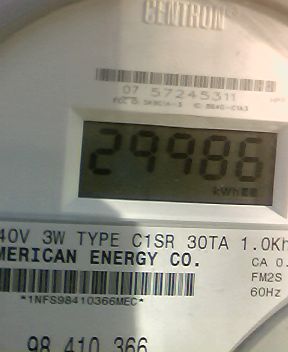 CENTRON
07 57245311
29986
kWh
40V 3W TYPE C1SR 30TA 1.0Kh
MERICAN ENERGY CO.
CA 0.
FM2S
60Hz
*1NFS98410366MEC*
98 410 366